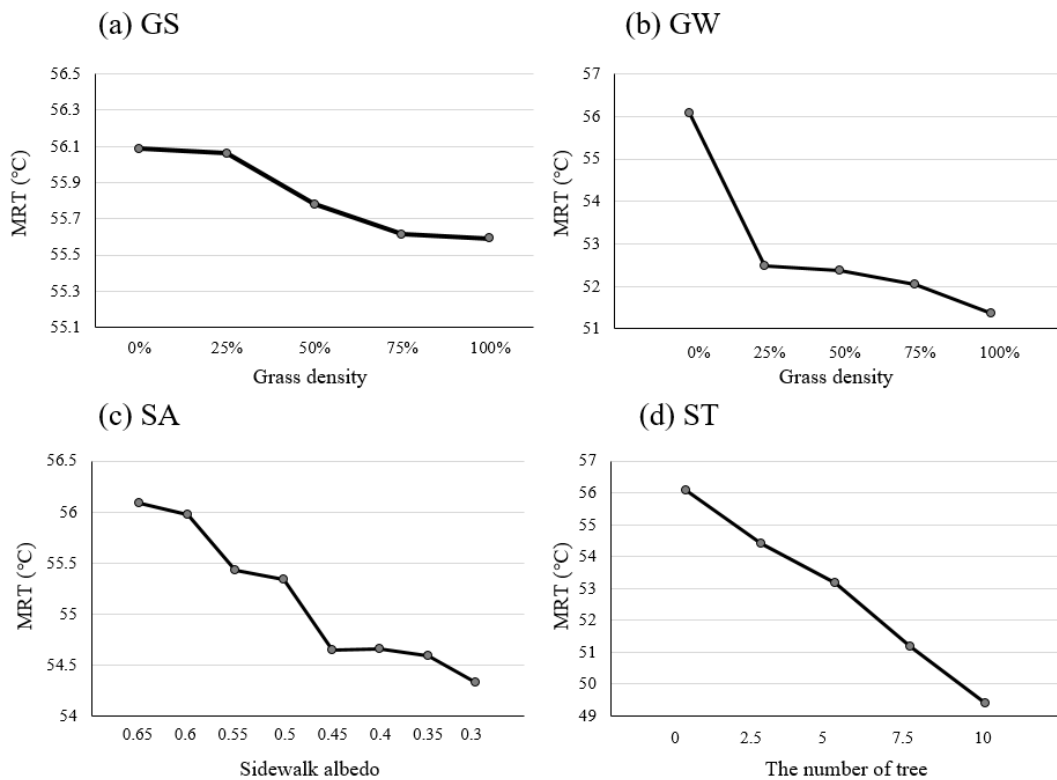 (a) GS
MRT (°C)
56.5
56.3
56.1
55.9
55.7
55.5
55.3
55.1
0% 25% 50% 75% 100%
Grass density
(b) GW
MRT (°C)
57
56
55
54
53
52
51
0% 25% 50% 75% 100%
Grass density
(c) SA
MRT (°C)
56.5
56
55.5
55
54.5
54
0.65 0.6 0.55 0.5 0.45 0.4 0.35 0.3
Sidewalk albedo
(d) ST
MRT (°C)
57
56
55
54
53
52
51
50
49
0 2.5 5 7.5 10
The number of tree